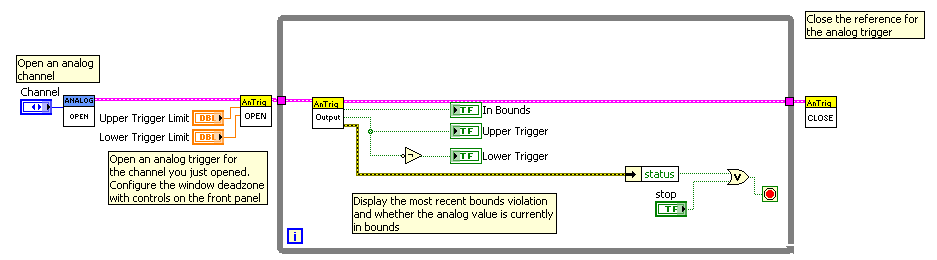 Open an analog
channel
Channel
ANALOG
OPEN
Upper Trigger Limit
DBL
Lower Trigger Limit
DBL
AnTrig
OPEN
Open an analog trigger for
the channel you just opened.
Configure the window deadzone
with controls on the front panel
AnTrig
Output
TF
In Bounds
TF
Upper Trigger
TF
Lower Trigger
status
stop
TF
V
Display the most recent bounds violation
and whether the analog value is currently
in bounds
i
Close the reference for
the analog trigger
AnTrig
CLOSE